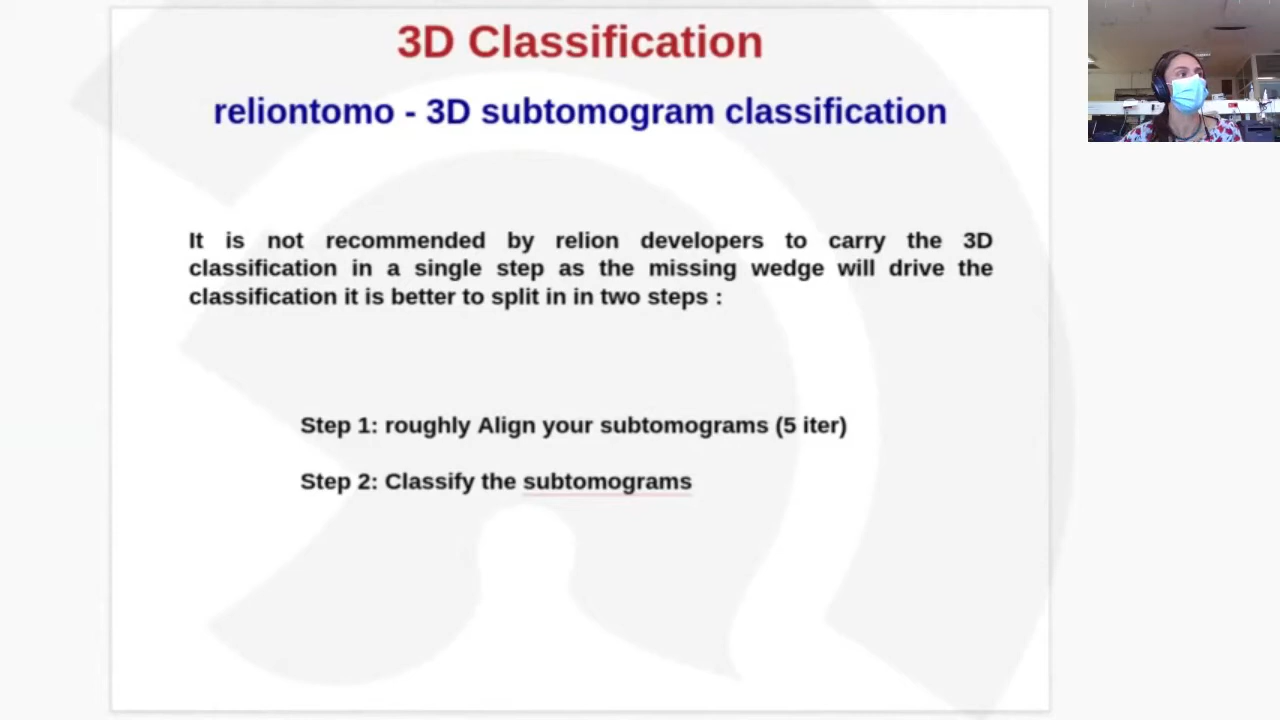 3D Classification
reliontomo - 3D subtomogram classification
It is not recommended by relion developers to carry the 3D
classification in a single step as the missing wedge will drive the
classification it is better to split in in two steps :
Step 1: roughly Align your subtomograms (5 iter)
Step 2: Classify the subtomograms